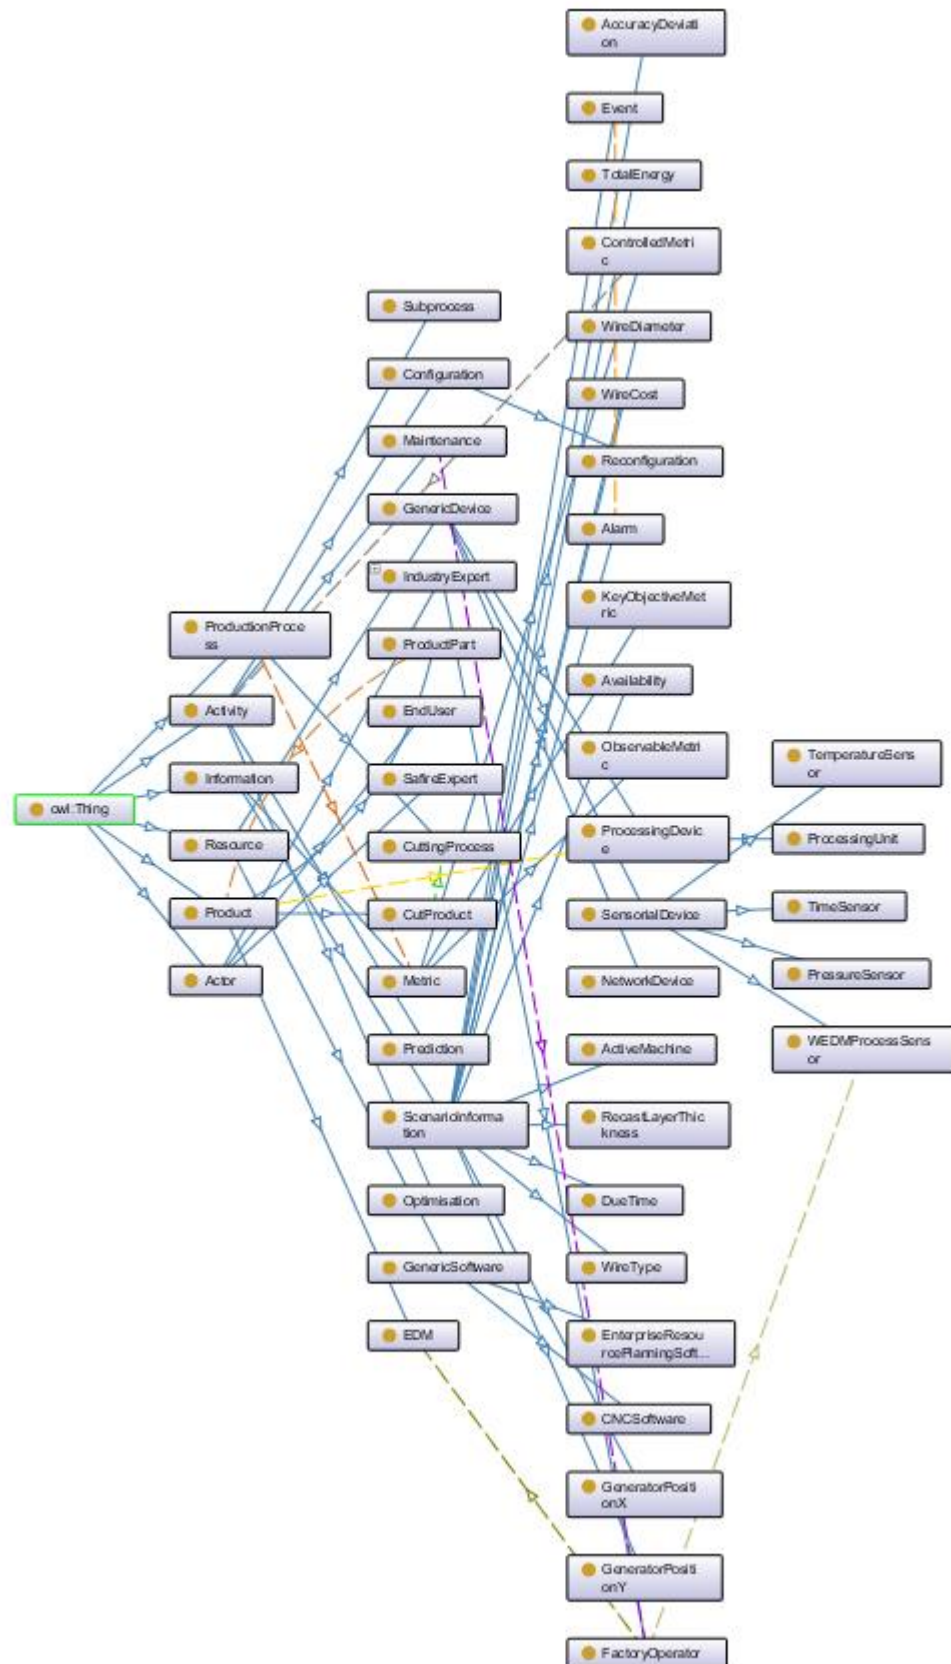 AccuracyDeviati
on
Event
TotalEnergy
ControlledMetri
c
Subprocess
WireDiameter
Configuration
WireCost
Maintenance
Reconfiguration
GenericDevice
Alarm
IndustryExpert
KeyObjectiveMet
ric
ProductionProce
ss
ProductPart
Availability
Activity
EndUser
ObservableMetri
c
TemperatureSens
or
Information
SafireExpert
owl:Thing
Resource
CuttingProcess
ProcessingDevic
e
ProcessingUnit
Product
CutProduct
SensorialDevice
TimeSensor
Actor
Metric
NetworkDevice
PressureSensor
Prediction
ActiveMachine
WEDMProcessSens
or
ScenarioInforma
tion
RecastLayerThic
kness
Optimisation
DueTime
GenericSoftware
WireType
EDM
EnterpriseResou
rcePlanningSoft...
CNCSoftware
GeneratorPositi
onX
GeneratorPositi
onY
FactoryOperator